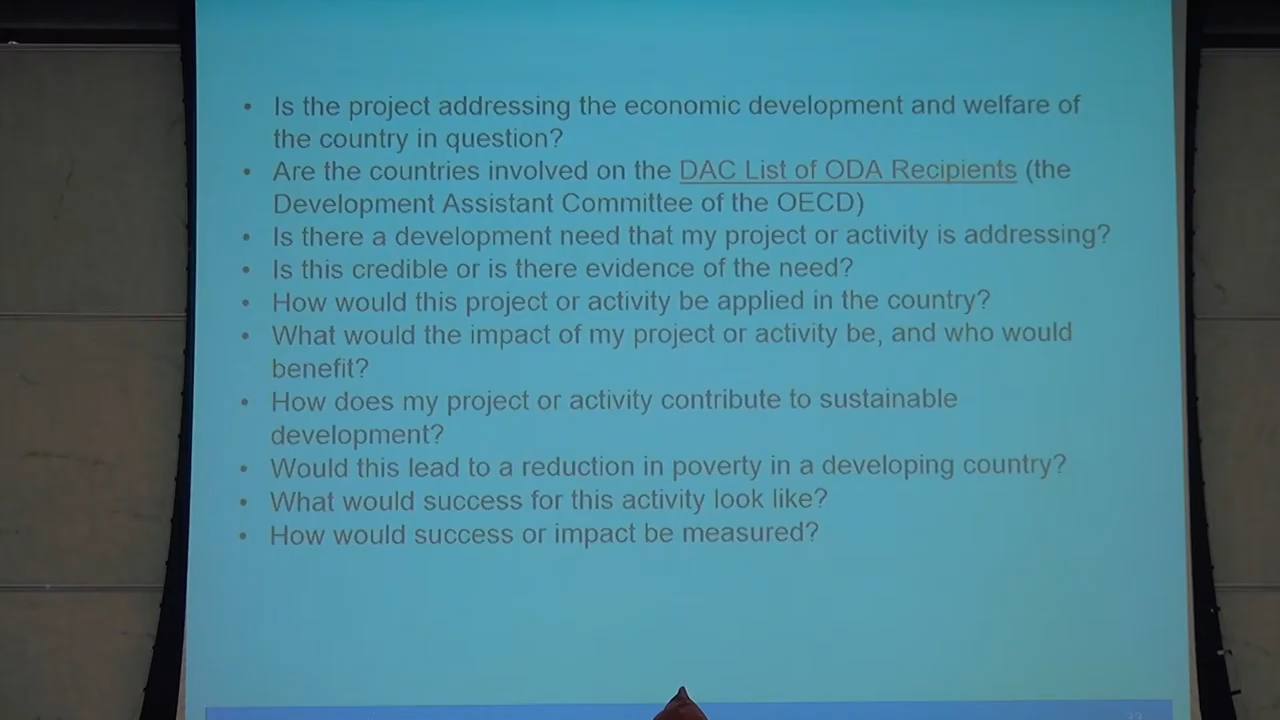 • Is the project addressing the economic development and welfare of
the country in question?
• Are the countries involved on the DAC List of ODA Recipients (the
Development Assistant Committee of the OECD)
• Is there a development need that my project or activity is addressing?
• Is this credible or is there evidence of the need?
• How would this project or activity be applied in the country?
• What would the impact of my project or activity be, and who would
benefit?
• How does my project or activity contribute to sustainable
development?
• Would this lead to a reduction in poverty in a developing country?
• What would success for this activity look like?
• How would success or impact be measured?